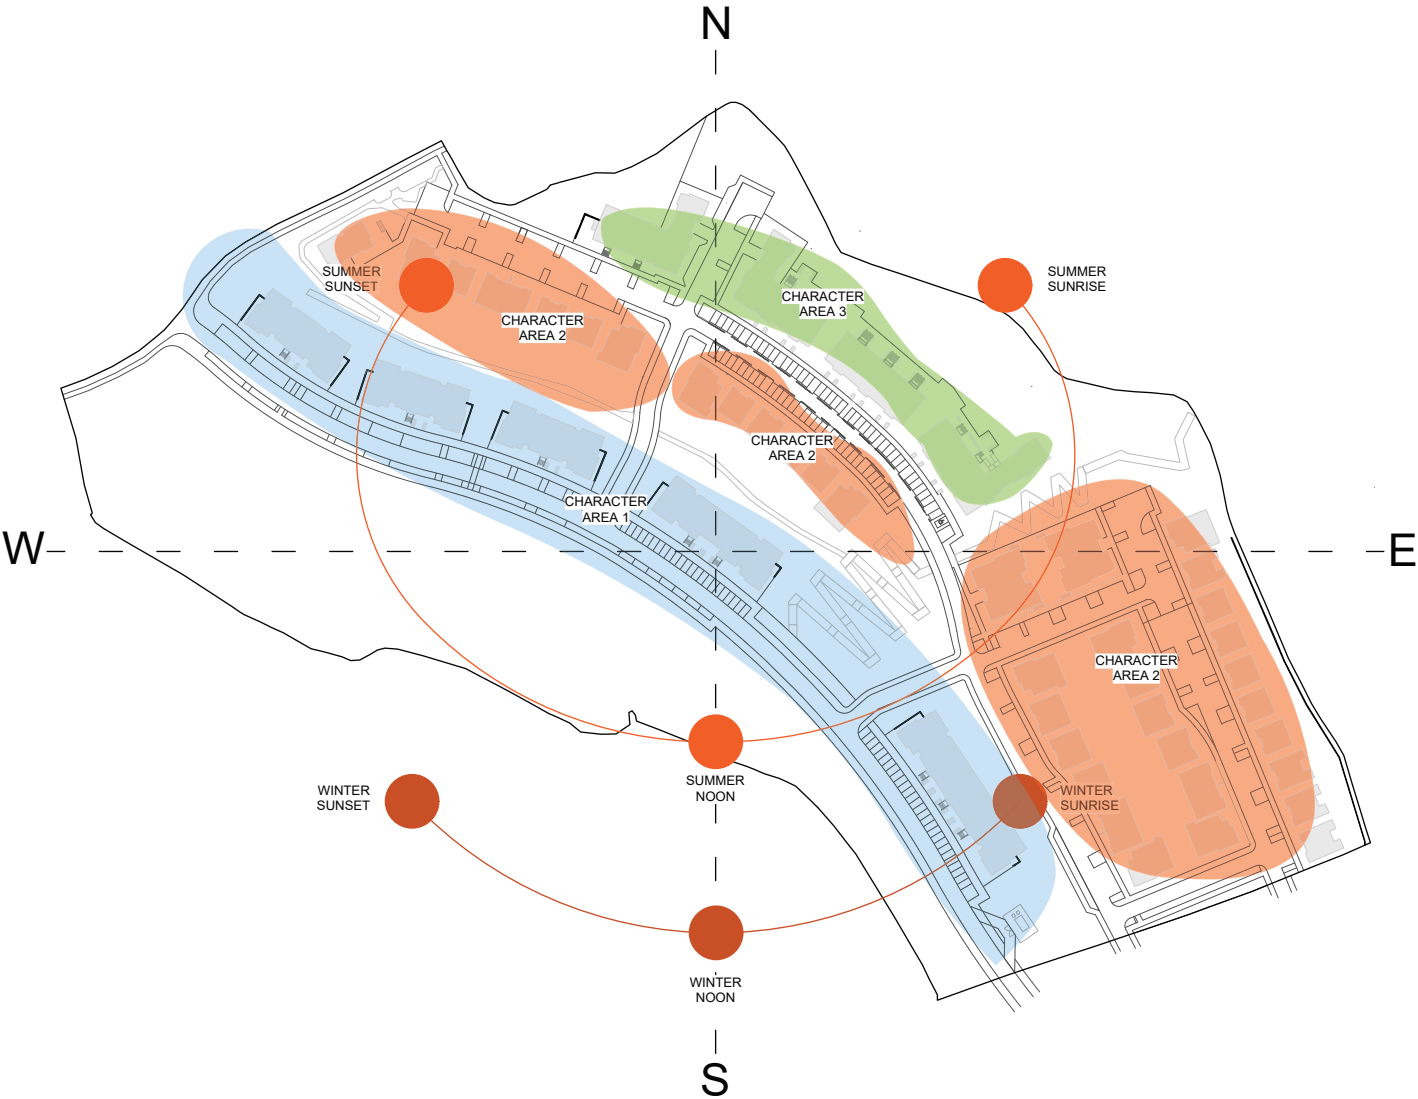 N
SUMMER
SUNSET
SUMMER
SUNRISE
CHARACTER
AREA 3
CHARACTER
AREA 2
CHARACTER
AREA 2
CHARACTER
AREA 1
W
E
CHARACTER
AREA 2
SUMMER
NOON
WINTER
SUNSET
WINTER
SUNRISE
WINTER
NOON
S